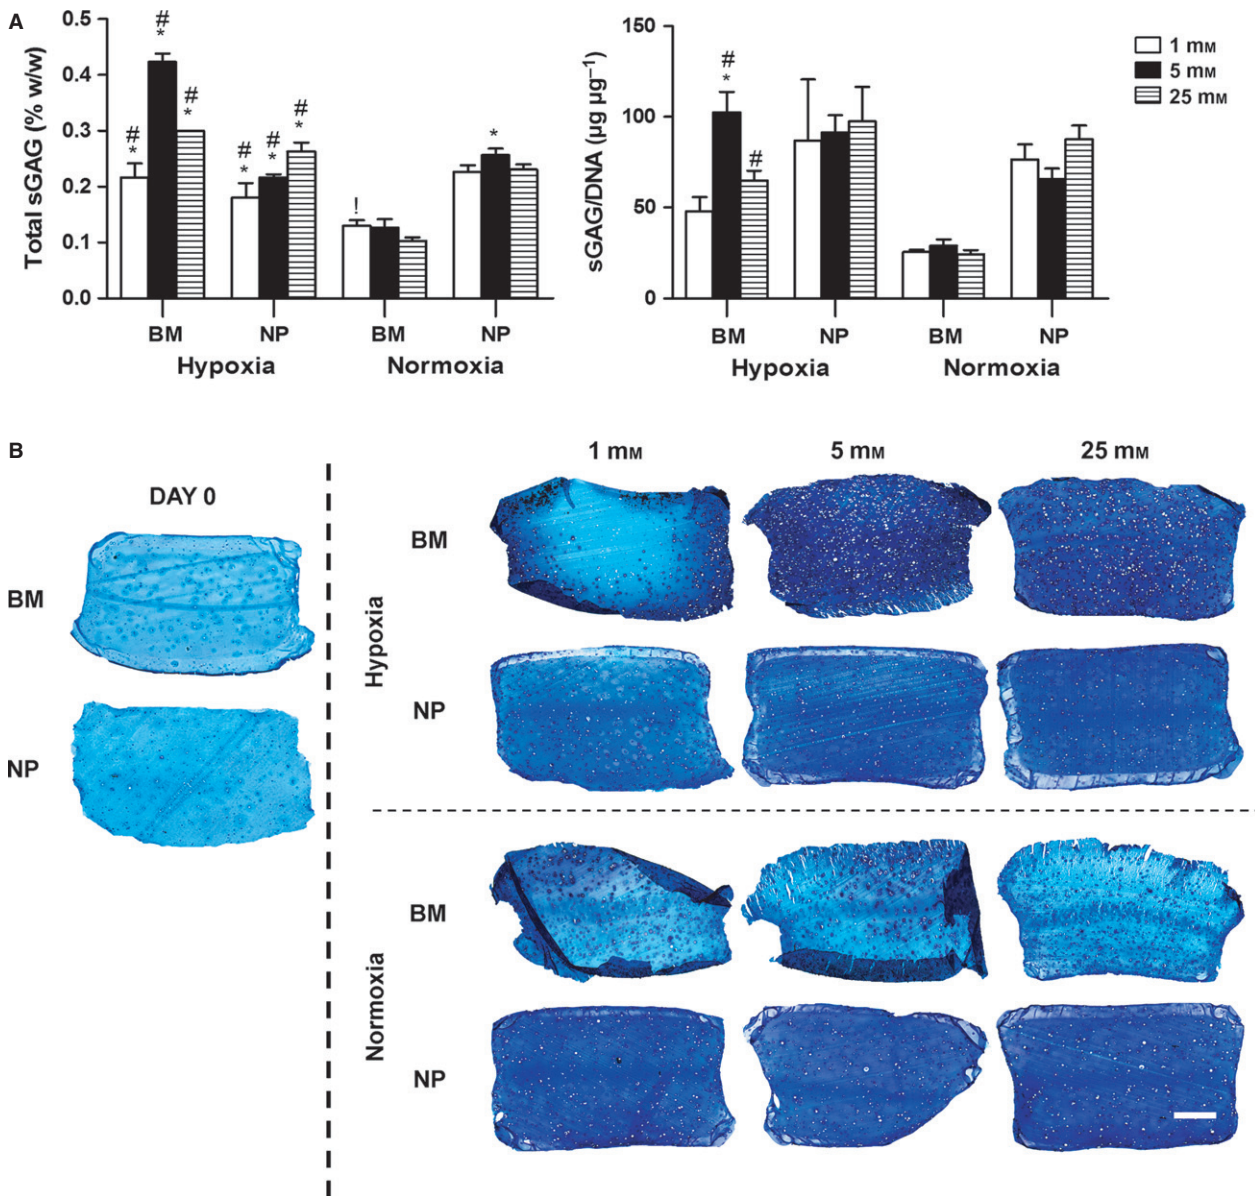 A
Total sGAG (% w/w)
0.5
0.4
0.3
0.2
0.1
0.0
#
*
#
*
#
*
#
*
#
*
#
*
!
*
BM NP BM NP
Hypoxia Normoxia
sGAG/DNA (µg µg⁻¹)
150
100
50
0
#
*
#
BM NP BM NP
Hypoxia Normoxia
1 mM
5 mM
25 mM
B
DAY 0
BM
NP
1 mM 5 mM 25 mM
Hypoxia
BM
NP
Normoxia
BM
NP